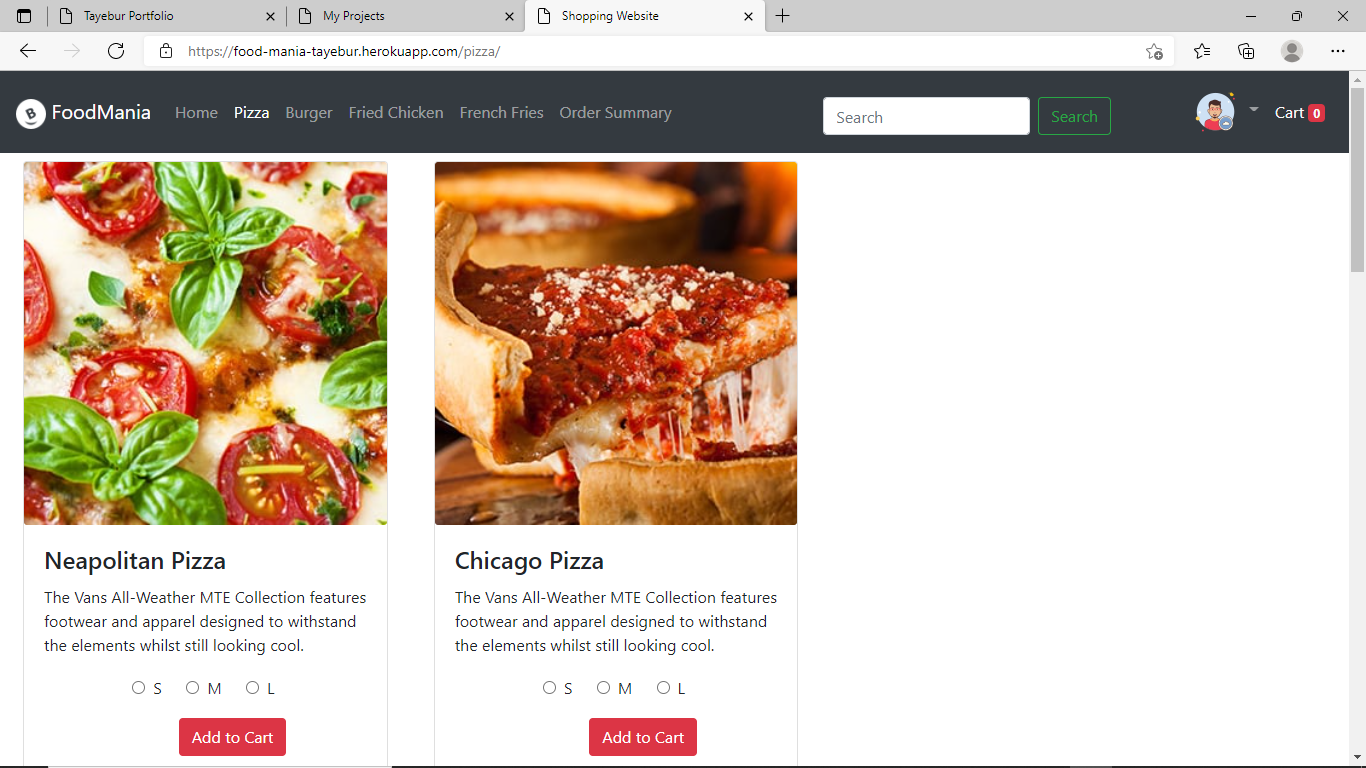 Tayebur Portfolio
My Projects
Shopping Website
https://food-mania-tayebur.herokuapp.com/pizza/
B FoodMania Home Pizza Burger Fried Chicken French Fries Order Summary Search Search Cart 0
Neapolitan Pizza
The Vans All-Weather MTE Collection features
footwear and apparel designed to withstand
the elements whilst still looking cool.
S M L
Add to Cart
Chicago Pizza
The Vans All-Weather MTE Collection features
footwear and apparel designed to withstand
the elements whilst still looking cool.
S M L
Add to Cart